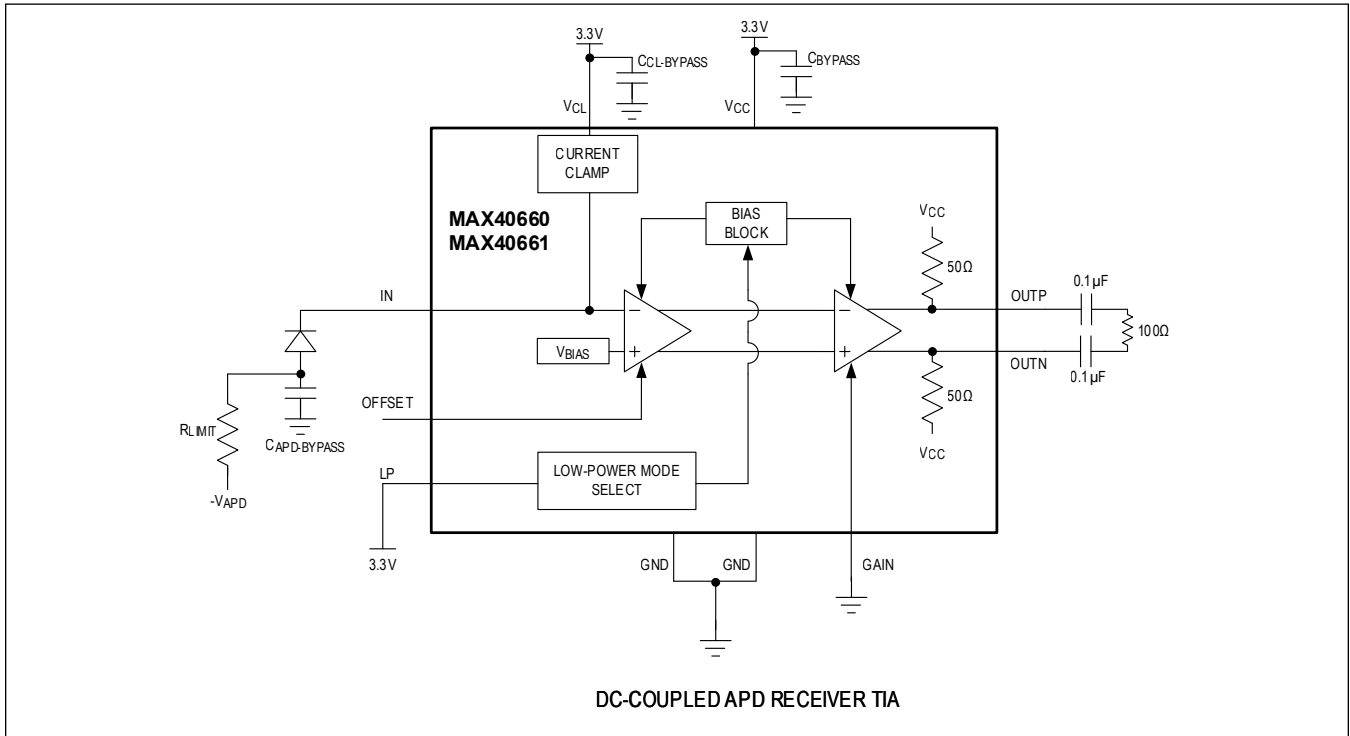 3.3V
3.3V
CCL-BYPASS
CBYPASS
VCL
VCC
CURRENT
CLAMP
MAX40660
MAX40661
BIAS
BLOCK
VCC
50Ω
IN
OUTP
0.1µF
100Ω
VBIAS
OUTN
0.1µF
50Ω
OFFSET
VCC
RLIMIT
CAPD-BYPASS
LP
LOW-POWER MODE
SELECT
-VAPD
3.3V
GND
GND
GAIN
DC-COUPLED APD RECEIVER TIA